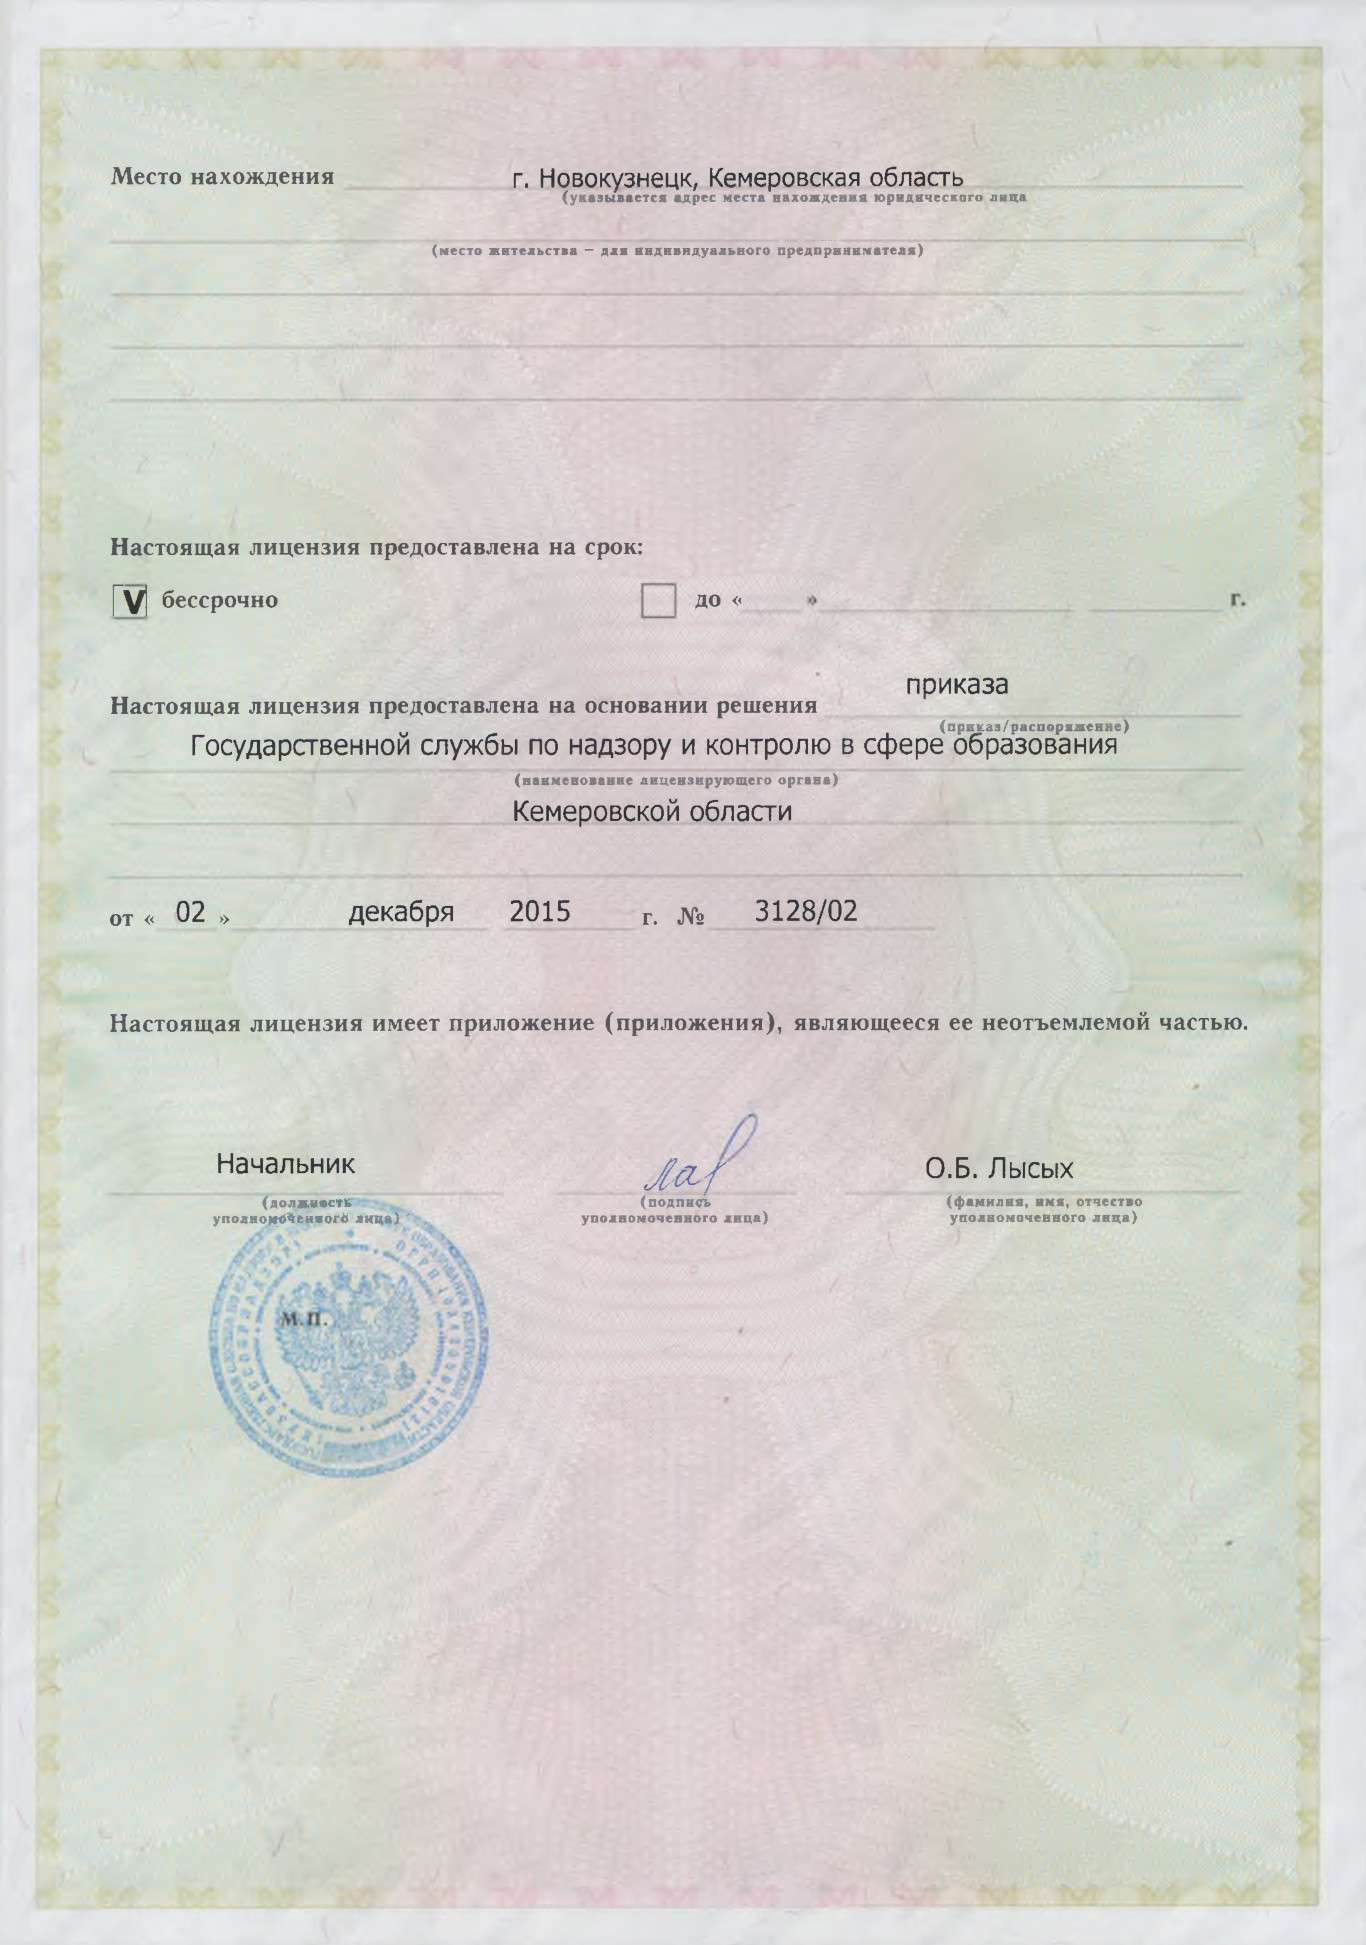 Место нахождения г. Новокузнецк, Кемеровская область
(указывается адрес места нахождения юридического лица
(место жительства – для индивидуального предпринимателя)
Настоящая лицензия предоставлена на срок:
V бессрочно до « » г.
Настоящая лицензия предоставлена на основании решения приказа
(приказ/распоряжение)
Государственной службы по надзору и контролю в сфере образования
(наименование лицензирующего органа)
Кемеровской области
от « 02 » декабря 2015 г. № 3128/02
Настоящая лицензия имеет приложение (приложения), являющееся ее неотъемлемой частью.
Начальник О.Б. Лысых
(должность (подпись (фамилия, имя, отчество
уполномоченного лица) уполномоченного лица) уполномоченного лица)
М.П.